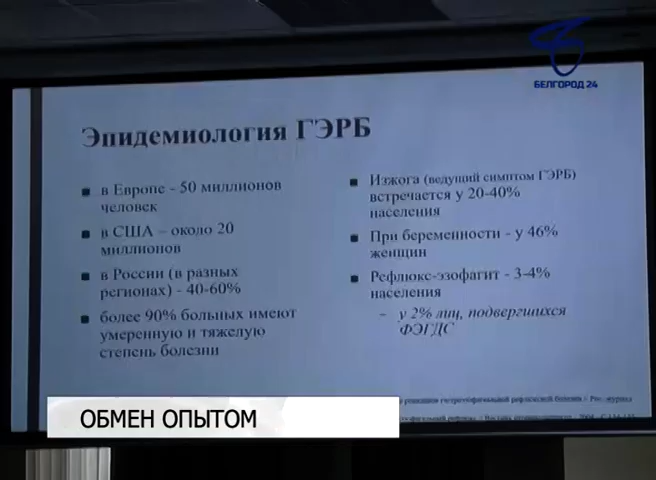 БЕЛГОРОД 24
Эпидемиология ГЭРБ
в Европе - 50 миллионов
человек
в США – около 20
миллионов
в России (в разных
регионах) - 40-60%
более 90% больных имеют
умеренную и тяжелую
степень болезни
Изжога (ведущий симптом ГЭРБ)
встречается у 20-40%
населения
При беременности - у 46%
женщин
Рефлюкс-эзофагит - 3-4%
населения
– у 2% лиц, подвергшихся
ФЭГДС
рефлюксной болезни
ОБМЕН ОПЫТОМ